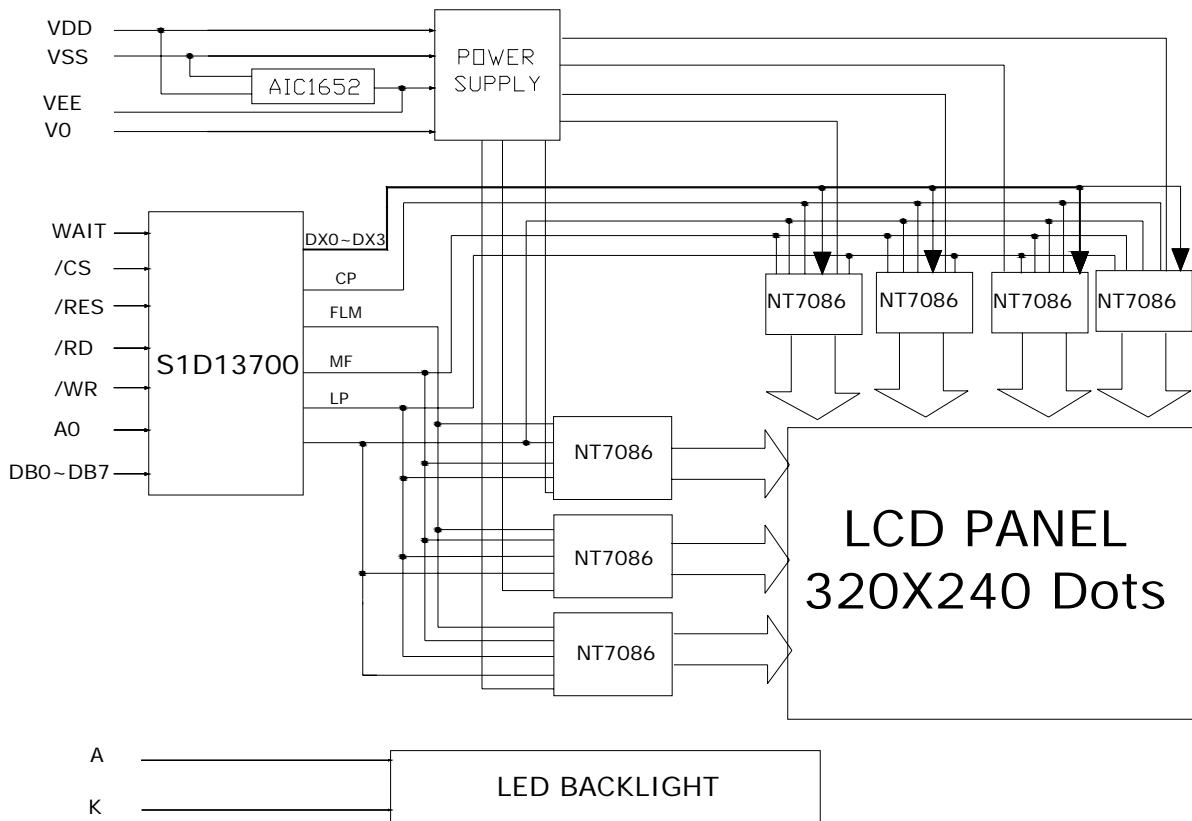 VDD
VSS
VEE
V0
AIC1652
POWER
SUPPLY
WAIT
/CS
/RES
/RD
/WR
A0
DB0~DB7
S1D13700
DX0~DX3
CP
FLM
MF
LP
NT7086
NT7086
NT7086
NT7086
NT7086
NT7086
NT7086
LCD PANEL
320X240 Dots
A
K
LED BACKLIGHT